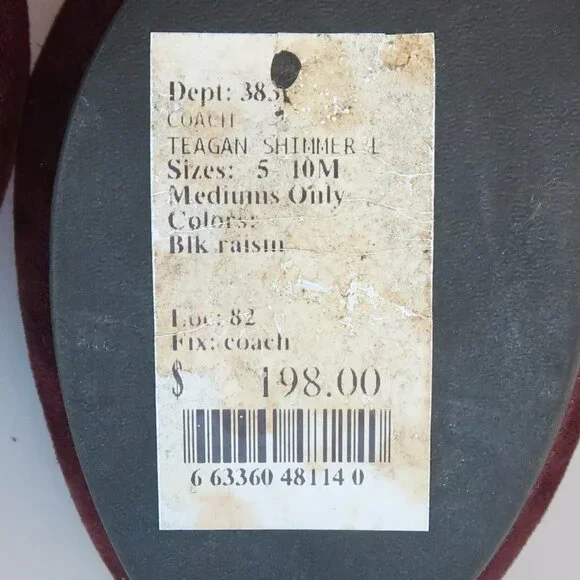 Dept:
COACH
TEAGAN SHIMMER L
Sizes: 5 10M
Mediums Only
Colors:
Blk raisin
Loc: 82
Fix: coach
$ 198.00
6 63360 48114 0